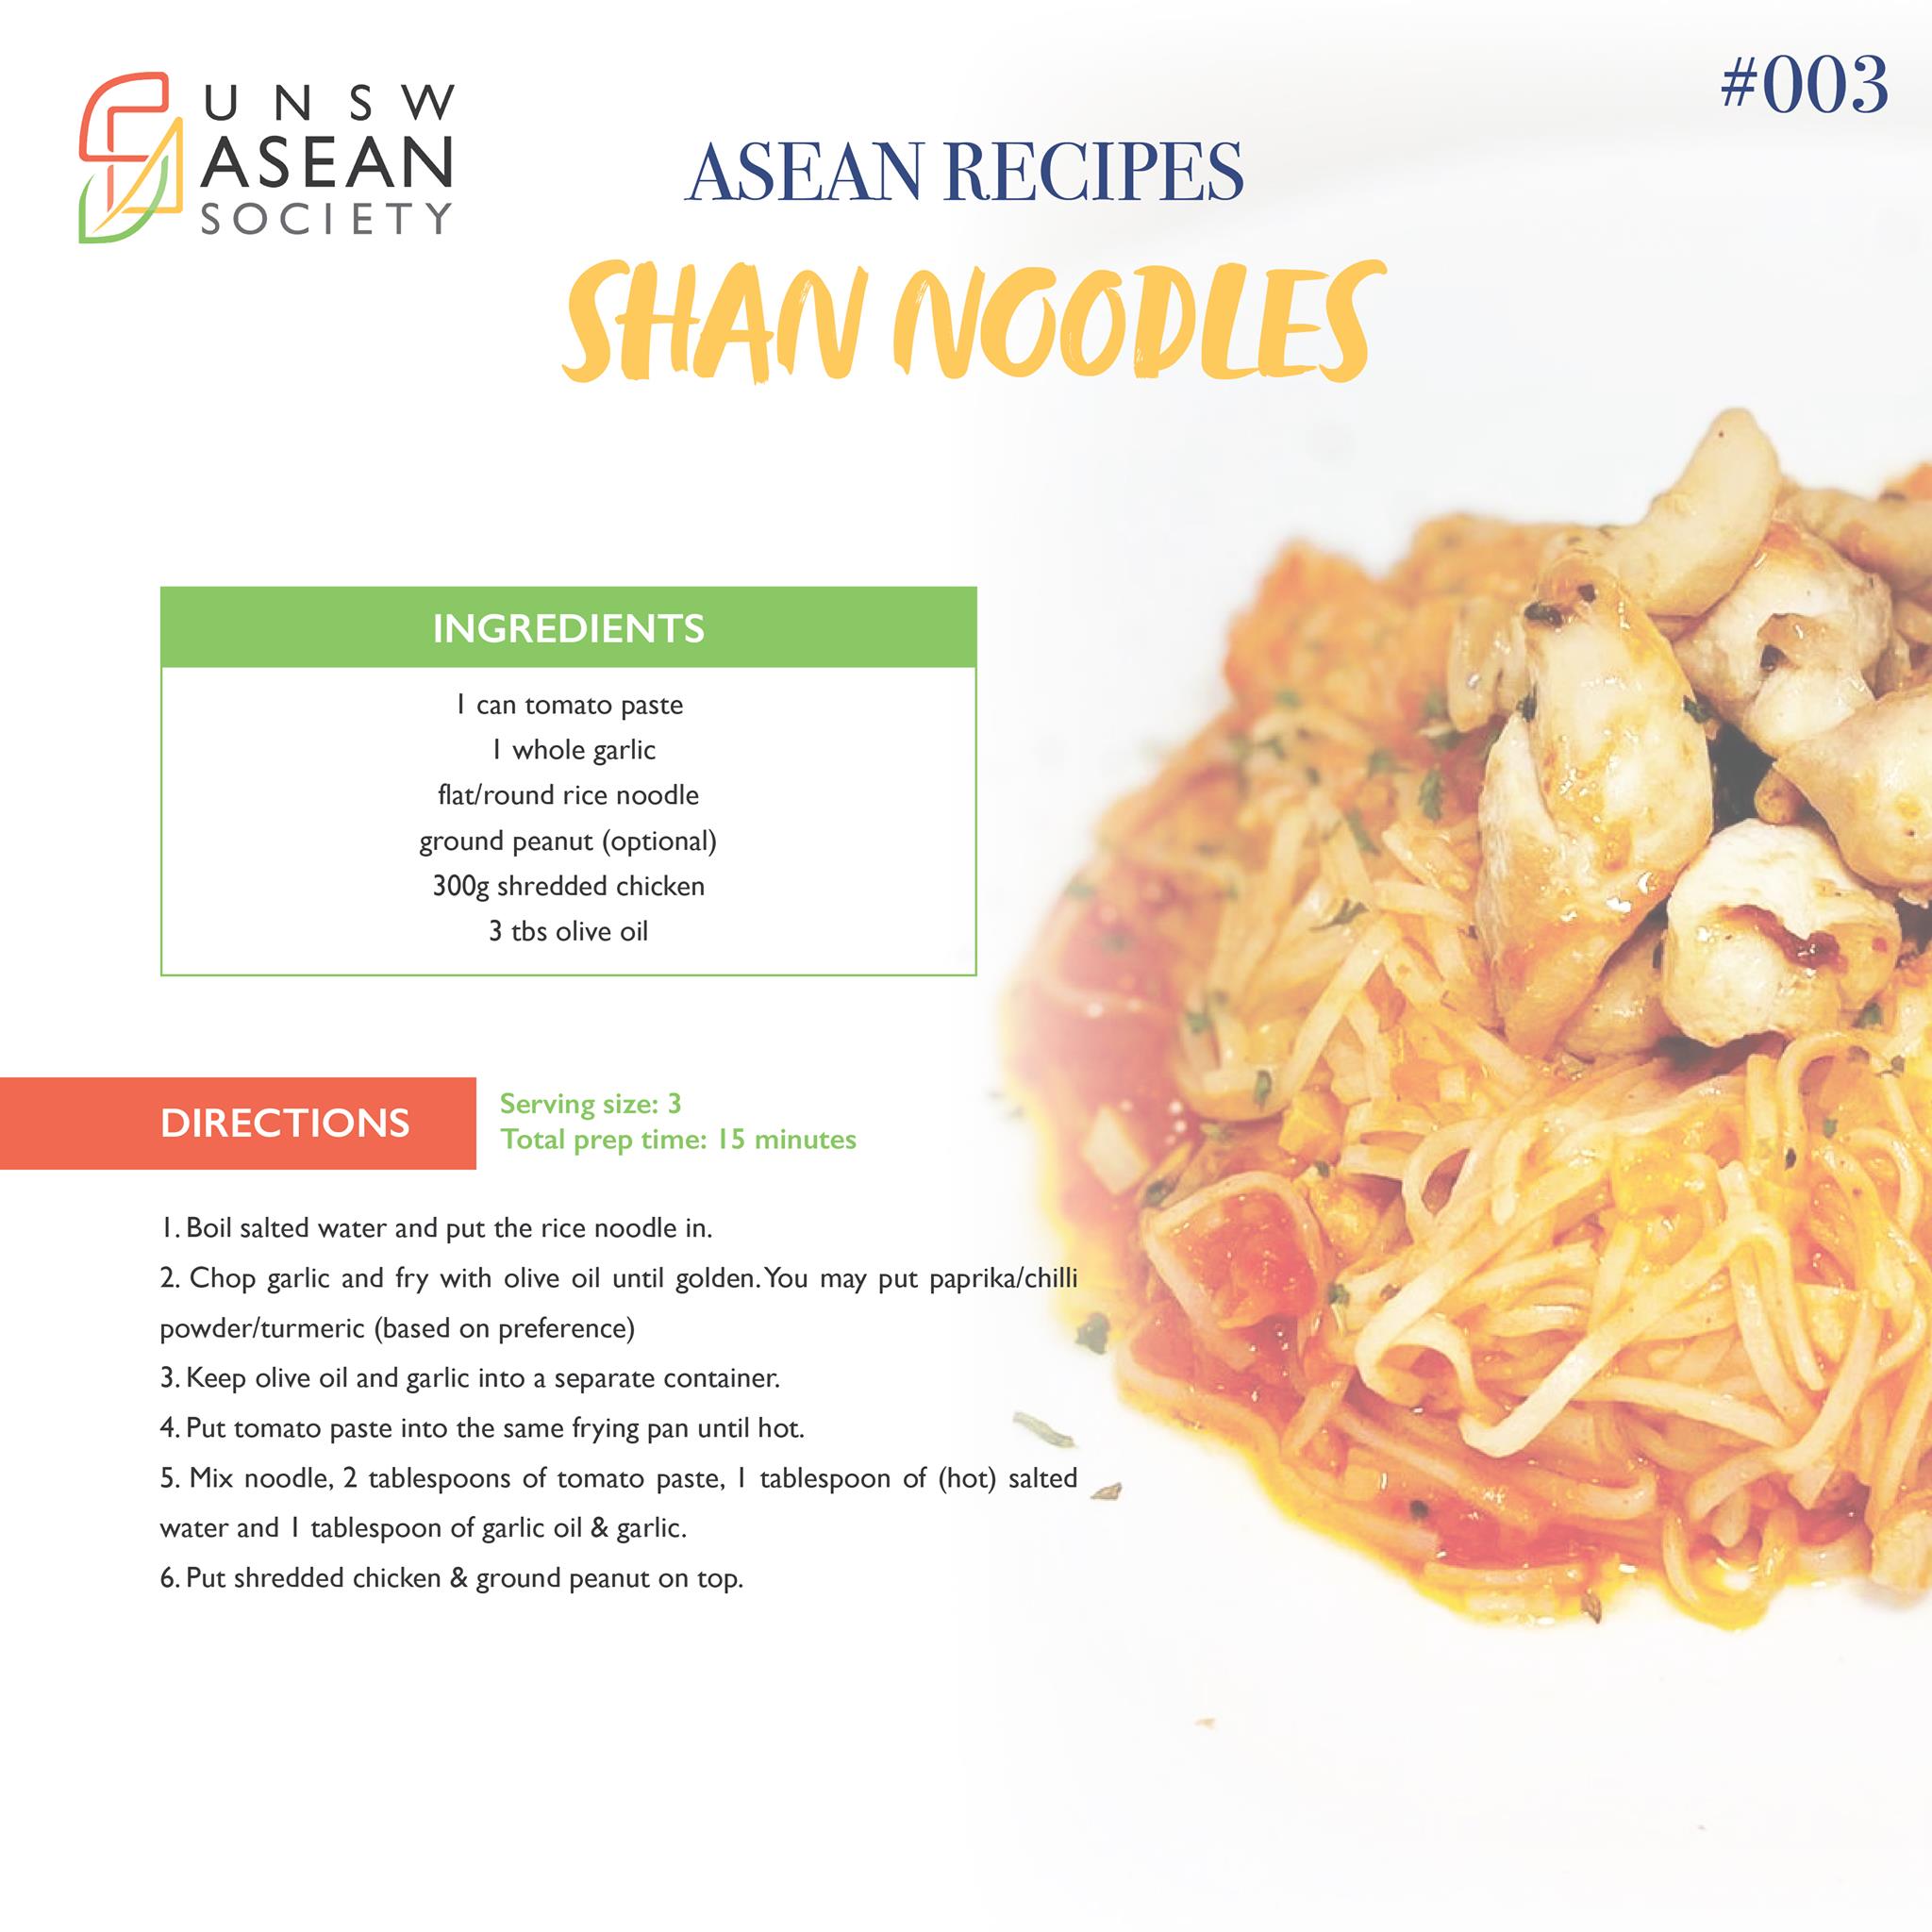 UNSW
ASEAN
SOCIETY
#003
ASEAN RECIPES
SHAN NOODLES
INGREDIENTS
1 can tomato paste
1 whole garlic
flat/round rice noodle
ground peanut (optional)
300g shredded chicken
3 tbs olive oil
DIRECTIONS
Serving size: 3
Total prep time: 15 minutes
1. Boil salted water and put the rice noodle in.
2. Chop garlic and fry with olive oil until golden. You may put paprika/chilli
powder/turmeric (based on preference)
3. Keep olive oil and garlic into a separate container.
4. Put tomato paste into the same frying pan until hot.
5. Mix noodle, 2 tablespoons of tomato paste, 1 tablespoon of (hot) salted
water and 1 tablespoon of garlic oil & garlic.
6. Put shredded chicken & ground peanut on top.